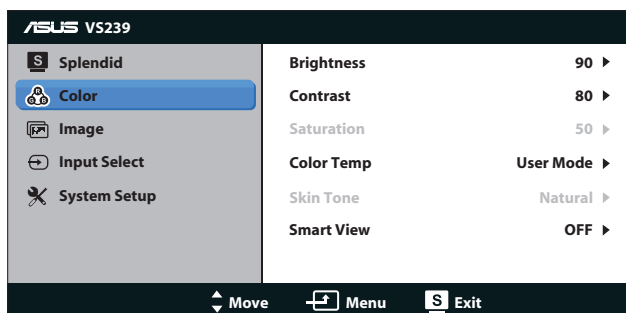 ASUS VS239
S Splendid
R G B Color
Image
Input Select
System Setup
Brightness 90
Contrast 80
Saturation 50
Color Temp User Mode
Skin Tone Natural
Smart View OFF
Move Menu S Exit